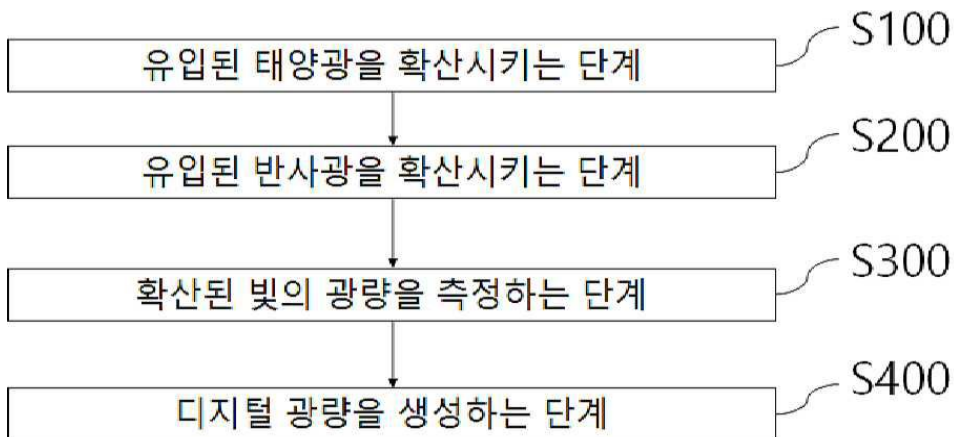 S100
유입된 태양광을 확산시키는 단계
S200
유입된 반사광을 확산시키는 단계
S300
확산된 빛의 광량을 측정하는 단계
S400
디지털 광량을 생성하는 단계